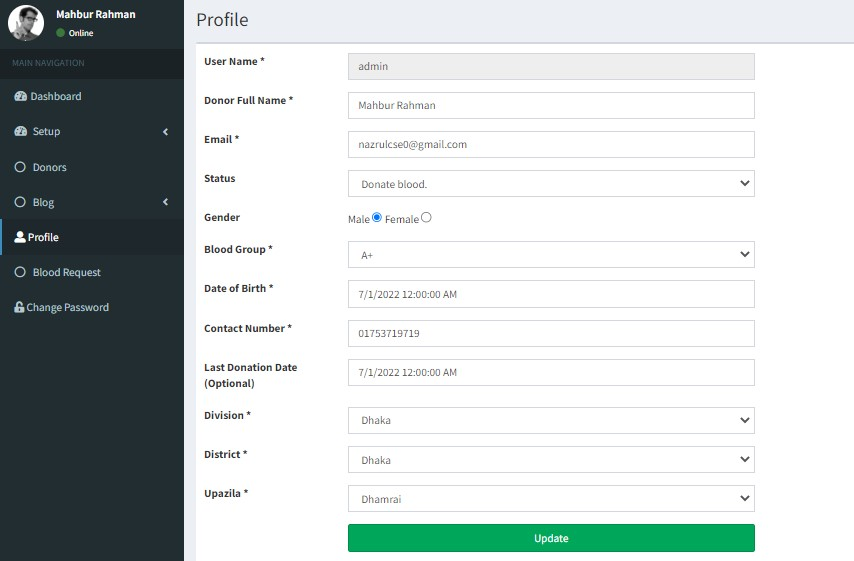 Mahbur Rahman
Online
MAIN NAVIGATION
Dashboard
Setup
Donors
Blog
Profile
Blood Request
Change Password
Profile
User Name * admin
Donor Full Name * Mahbur Rahman
Email * nazrulcse0@gmail.com
Status Donate blood.
Gender Male Female
Blood Group * A+
Date of Birth * 7/1/2022 12:00:00 AM
Contact Number * 01753719719
Last Donation Date 7/1/2022 12:00:00 AM
(Optional)
Division * Dhaka
District * Dhaka
Upazila * Dhamrai
Update